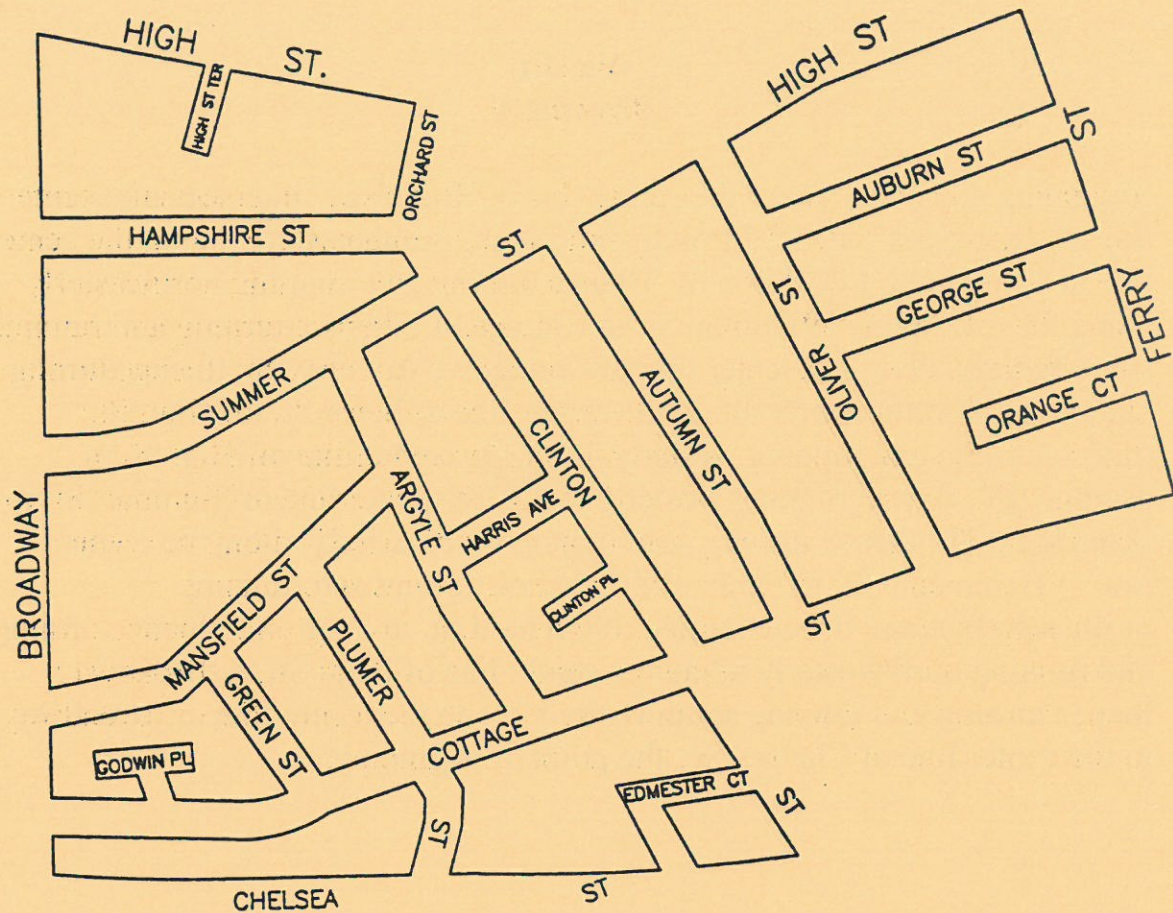 HIGH ST.
HIGH ST TER
ORCHARD ST
HAMPSHIRE ST
HIGH ST
AUBURN ST
GEORGE ST
ORANGE CT
FERRY ST
OLIVER ST
AUTUMN ST
CLINTON ST
SUMMER ST
ARGYLE ST
HARRIS AVE
CLINTON PL
BROADWAY
MANSFIELD ST
PLUMER ST
GREEN ST
GODWIN PL
COTTAGE ST
EDMESTER CT
CHELSEA ST